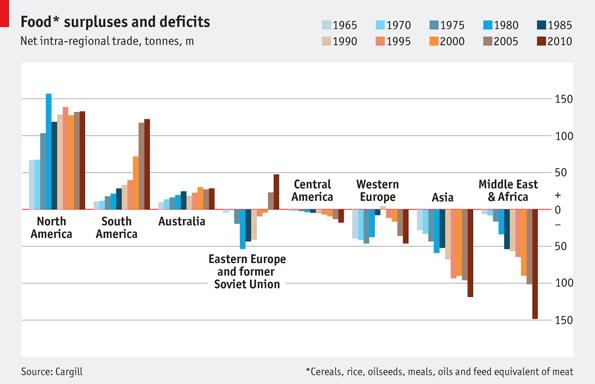 Food* surpluses and deficits
Net intra-regional trade, tonnes, m
1965 1970 1975 1980 1985
1990 1995 2000 2005 2010
150
100
50
+
0
–
50
100
150
North
America
South
America
Australia
Eastern Europe
and former
Soviet Union
Central
America
Western
Europe
Asia
Middle East
& Africa
Source: Cargill
*Cereals, rice, oilseeds, meals, oils and feed equivalent of meat